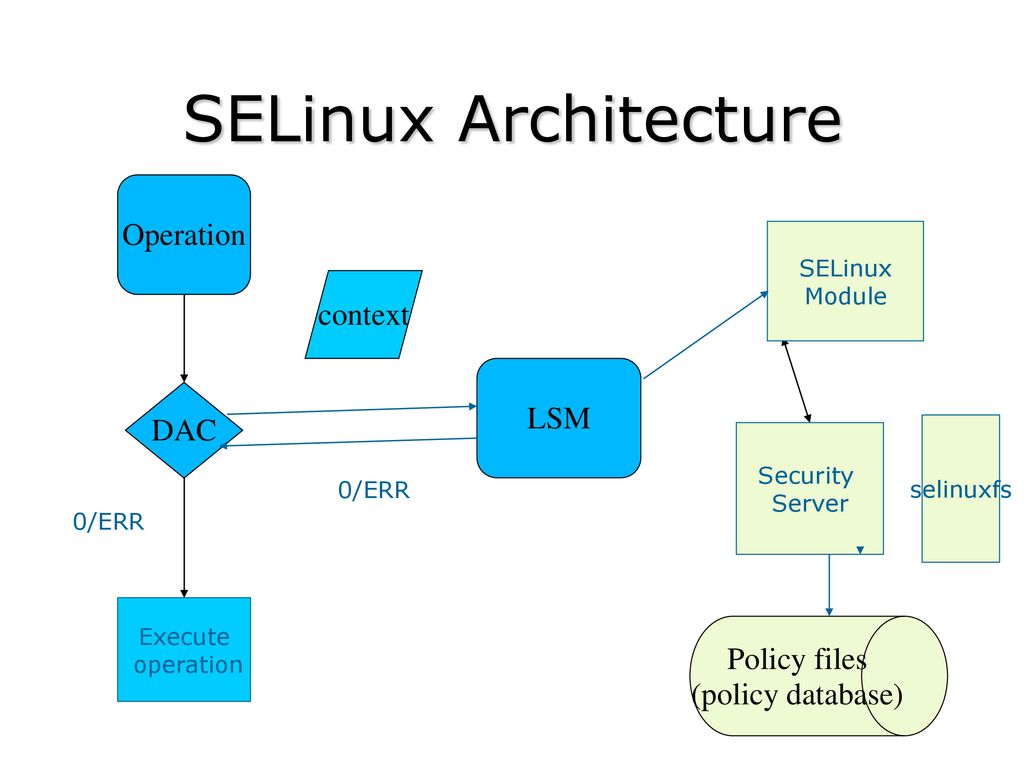 SELinux Architecture
Operation
SELinux
Module
context
LSM
DAC
Security
Server
selinuxfs
0/ERR
0/ERR
Execute
operation
Policy files
(policy database)